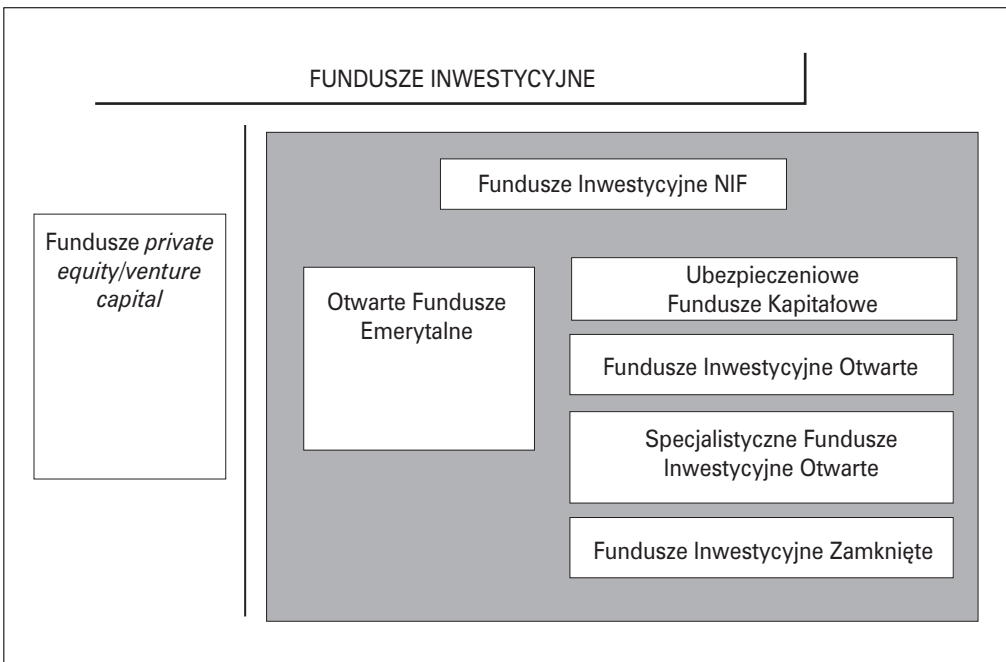 FUNDUSZE INWESTYCYJNE
Fundusze Inwestycyjne NIF
Fundusze private
equity/venture
capital
Otwarte Fundusze
Emerytalne
Ubezpieczeniowe
Fundusze Kapitałowe
Fundusze Inwestycyjne Otwarte
Specjalistyczne Fundusze
Inwestycyjne Otwarte
Fundusze Inwestycyjne Zamknięte